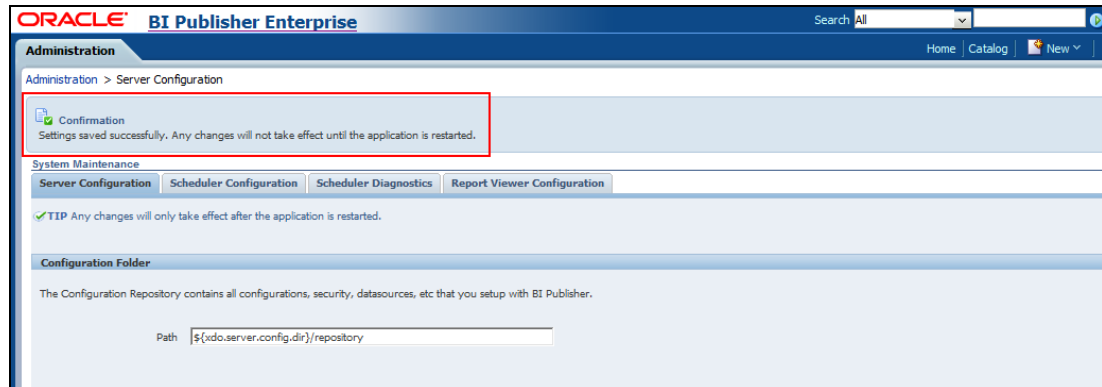 ORACLE BI Publisher Enterprise Search All
Administration Home Catalog New
Administration > Server Configuration
Confirmation
Settings saved successfully. Any changes will not take effect until the application is restarted.
System Maintenance
Server Configuration Scheduler Configuration Scheduler Diagnostics Report Viewer Configuration
TIP Any changes will only take effect after the application is restarted.
Configuration Folder
The Configuration Repository contains all configurations, security, datasources, etc that you setup with BI Publisher.
Path ${xdo.server.config.dir}/repository